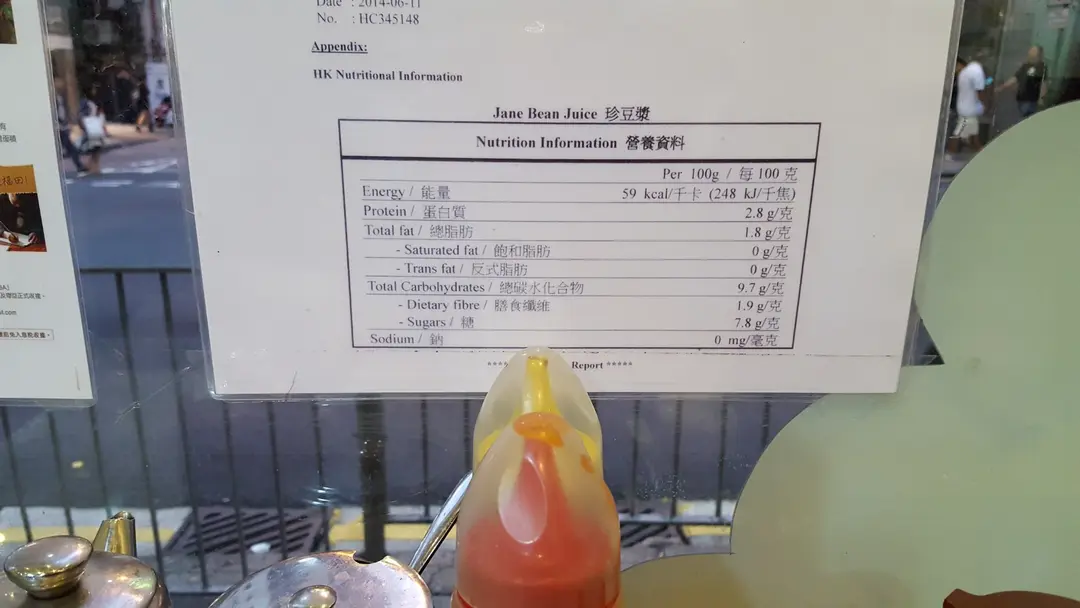 Date : 2014-06-11
No. : HC345148
Appendix:
HK Nutritional Information
Jane Bean Juice 珍豆漿
Nutrition Information 營養資料
Per 100g / 每 100 克
Energy / 能量 59 kcal/千卡 (248 kJ/千焦)
Protein / 蛋白質 2.8 g/克
Total fat / 總脂肪 1.8 g/克
- Saturated fat / 飽和脂肪 0 g/克
- Trans fat / 反式脂肪 0 g/克
Total Carbohydrates / 總碳水化合物 9.7 g/克
- Dietary fibre / 膳食纖維 1.9 g/克
- Sugars / 糖 7.8 g/克
Sodium / 鈉 0 mg/毫克
Report *****